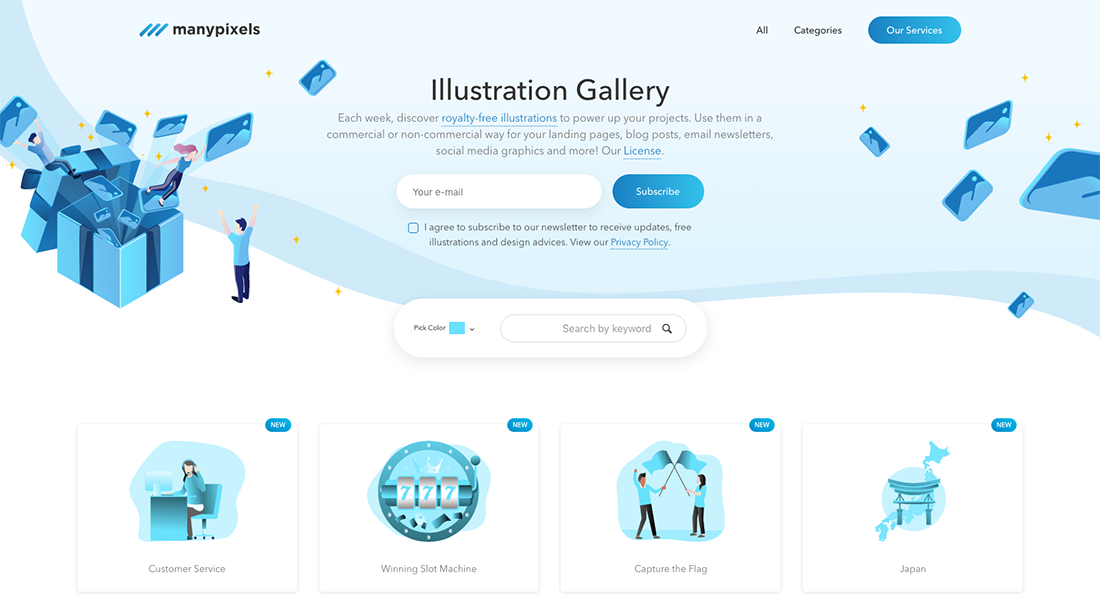 manypixels
All
Categories
Our Services
Illustration Gallery
Each week, discover royalty-free illustrations to power up your projects. Use them in a
commercial or non-commercial way for your landing pages, blog posts, email newsletters,
social media graphics and more! Our License.
Your e-mail
Subscribe
I agree to subscribe to our newsletter to receive updates, free
illustrations and design advices. View our Privacy Policy.
Pick Color
Search by keyword
NEW
NEW
NEW
NEW
777
Customer Service
Winning Slot Machine
Capture the Flag
Japan